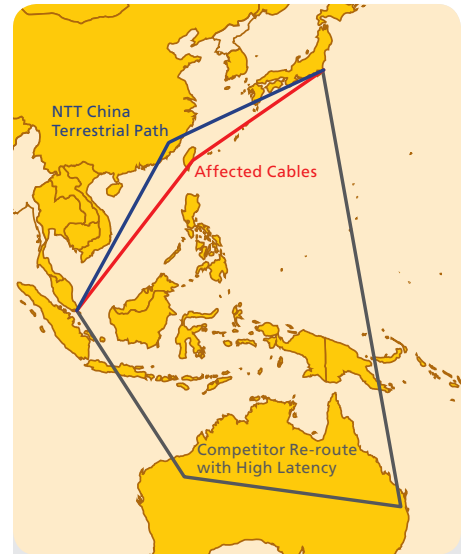 NTT China
Terrestrial Path
Affected Cables
Competitor Re-route
with High Latency